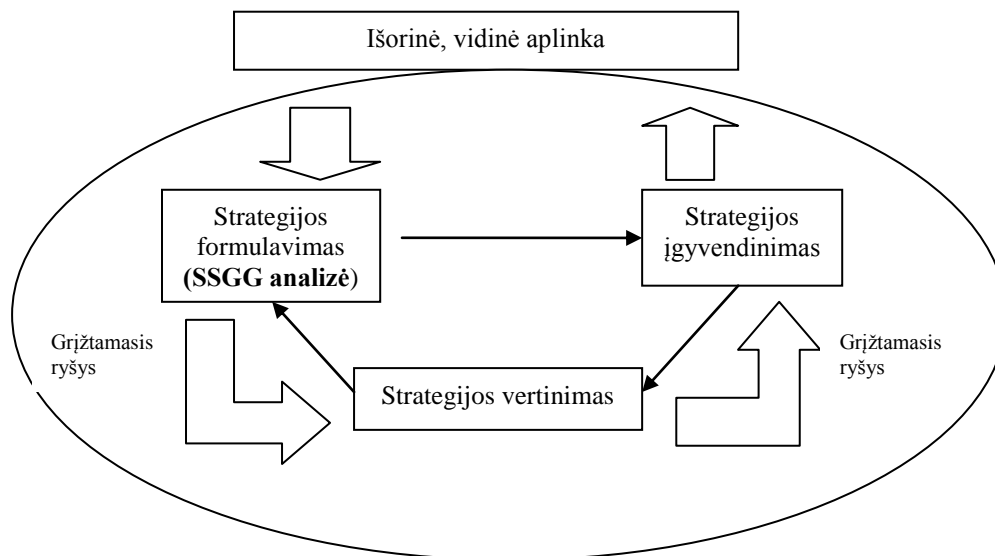 Išorinė, vidinė aplinka
Strategijos
formulavimas
(SSGG analizė)
Strategijos
įgyvendinimas
Grįžtamasis
ryšys
Grįžtamasis
ryšys
Strategijos vertinimas